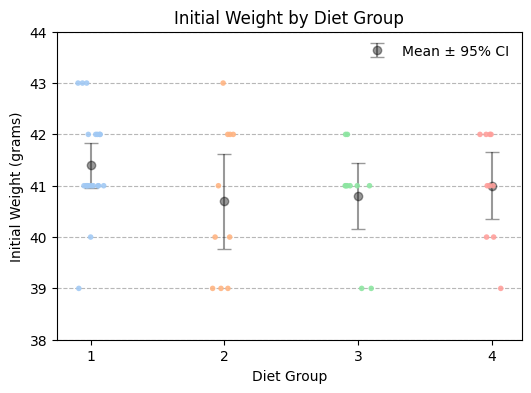 Initial Weight by Diet Group
Mean ± 95% CI
Initial Weight (grams)
44
43
42
41
40
39
38
1 2 3 4
Diet Group